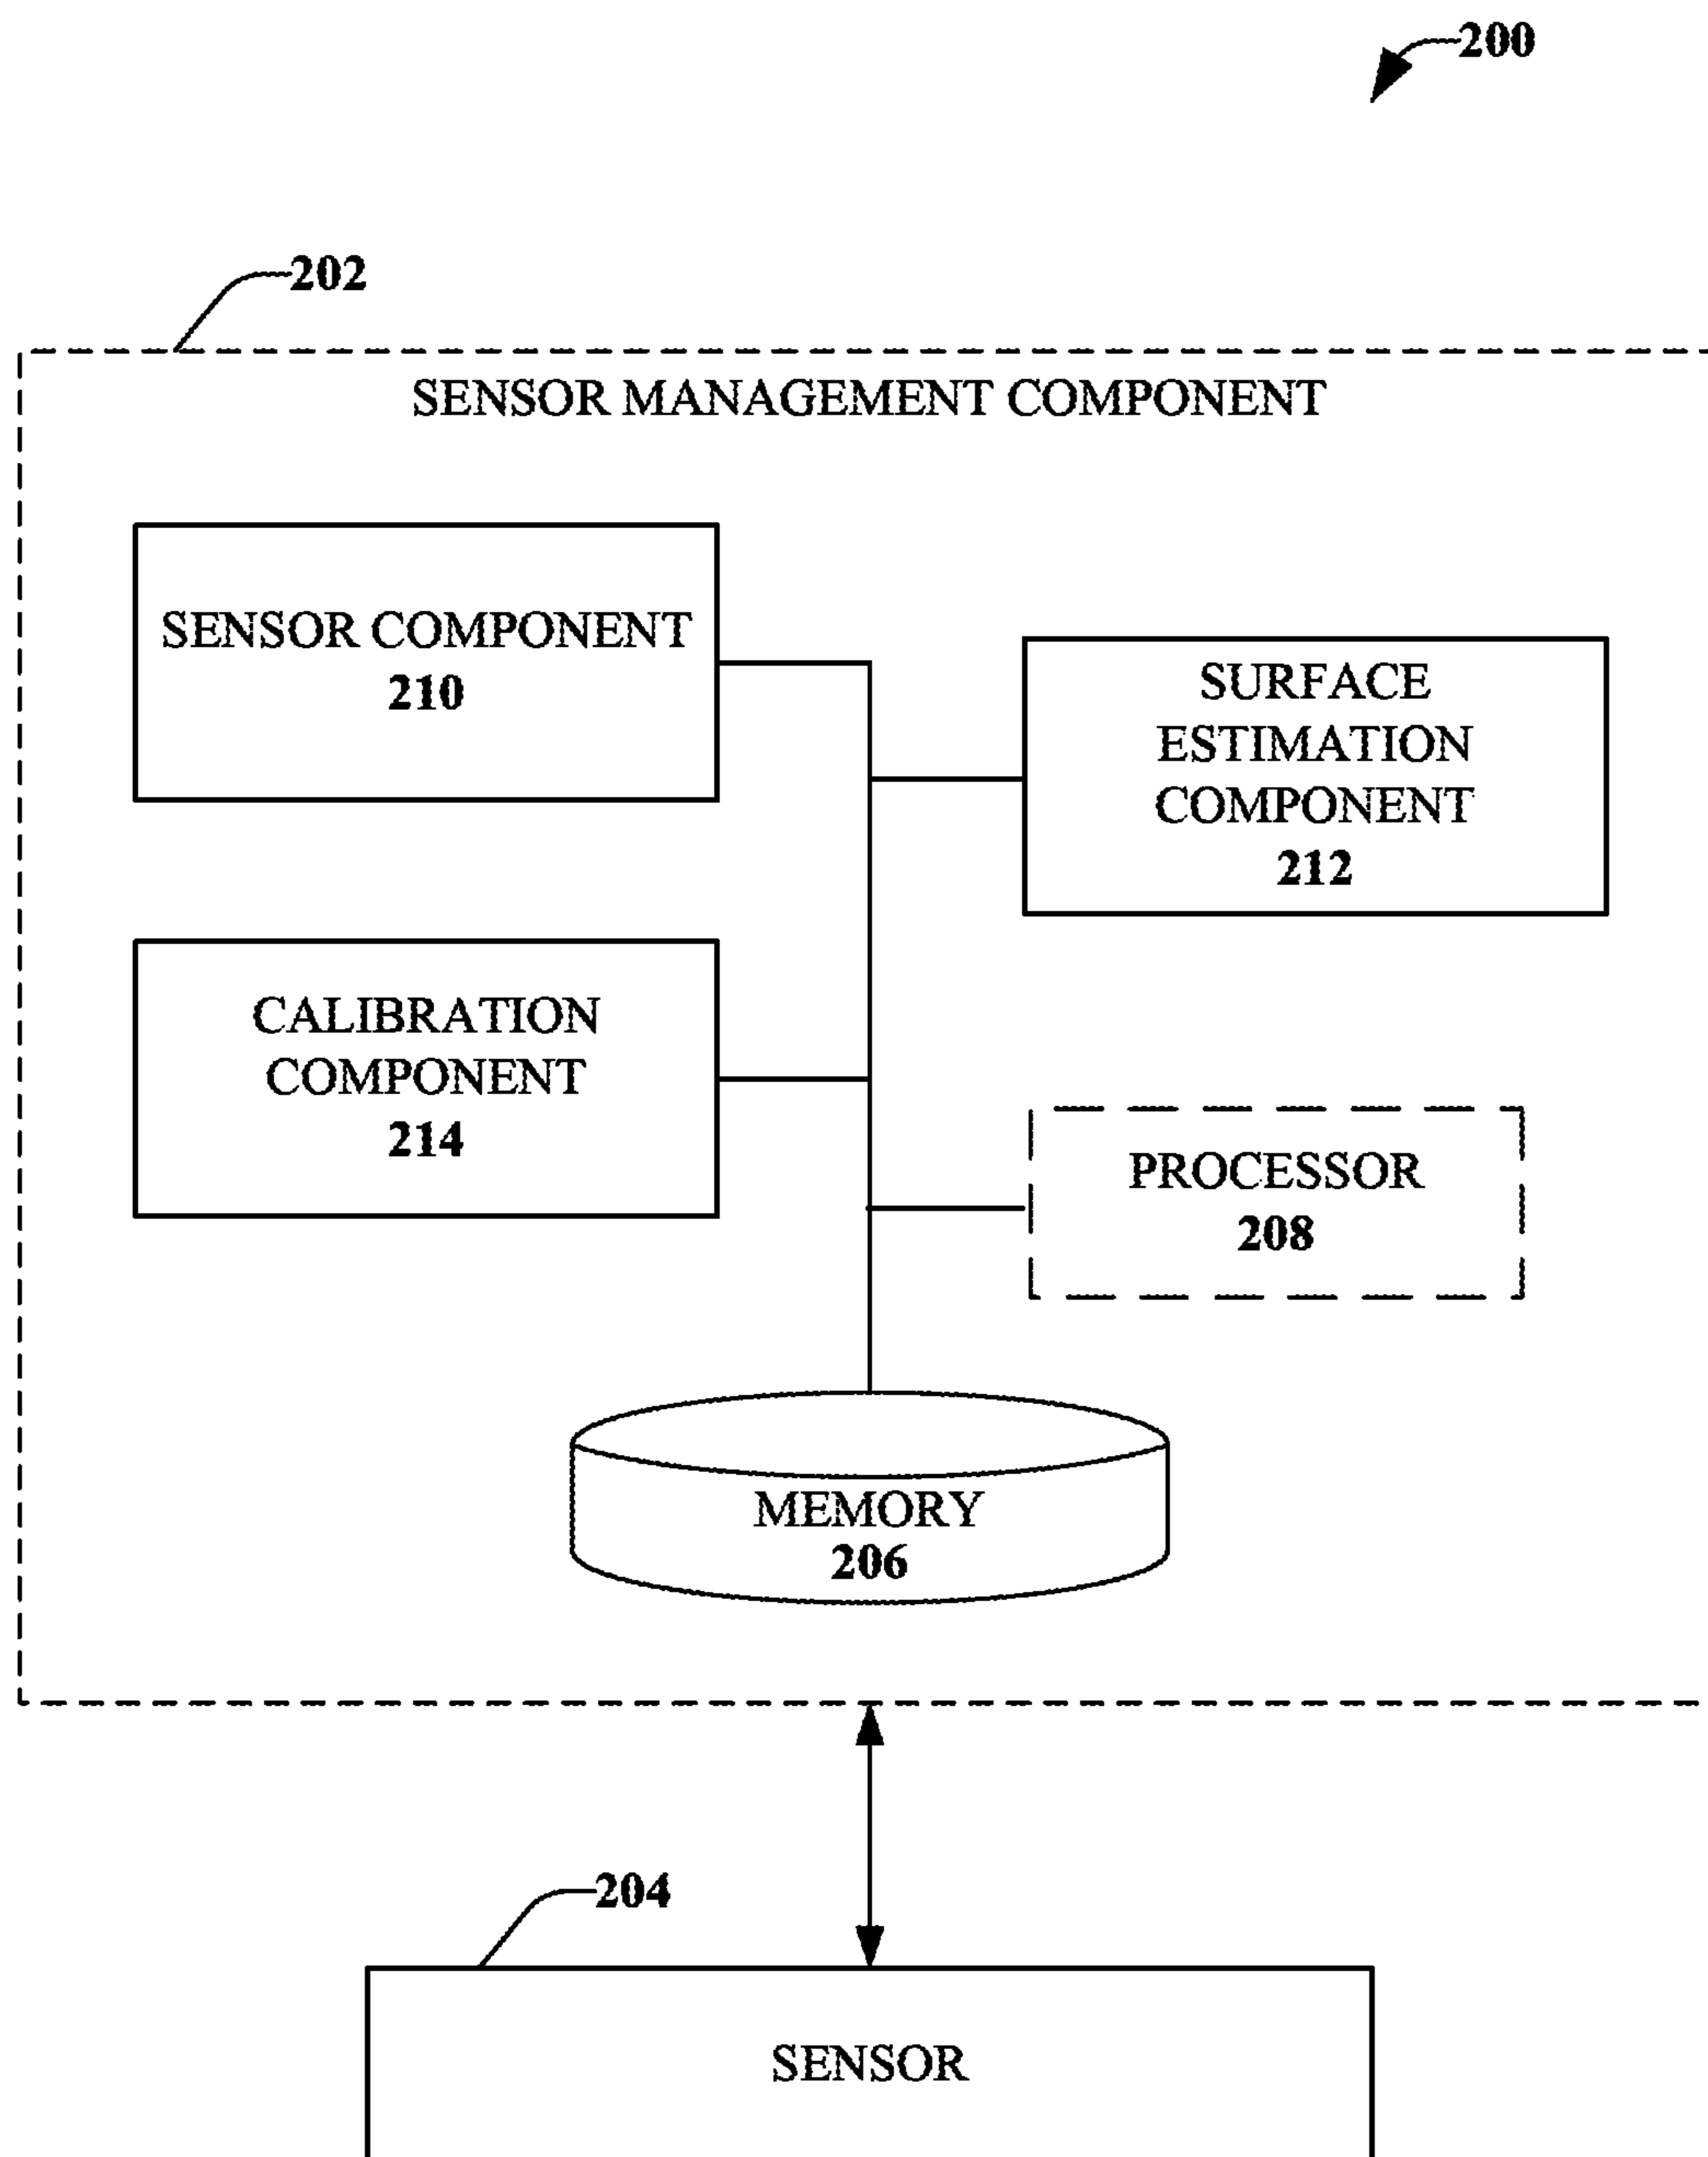 200
202
SENSOR MANAGEMENT COMPONENT
SENSOR COMPONENT
210
SURFACE
ESTIMATION
COMPONENT
212
CALIBRATION
COMPONENT
214
PROCESSOR
208
MEMORY
206
204
SENSOR